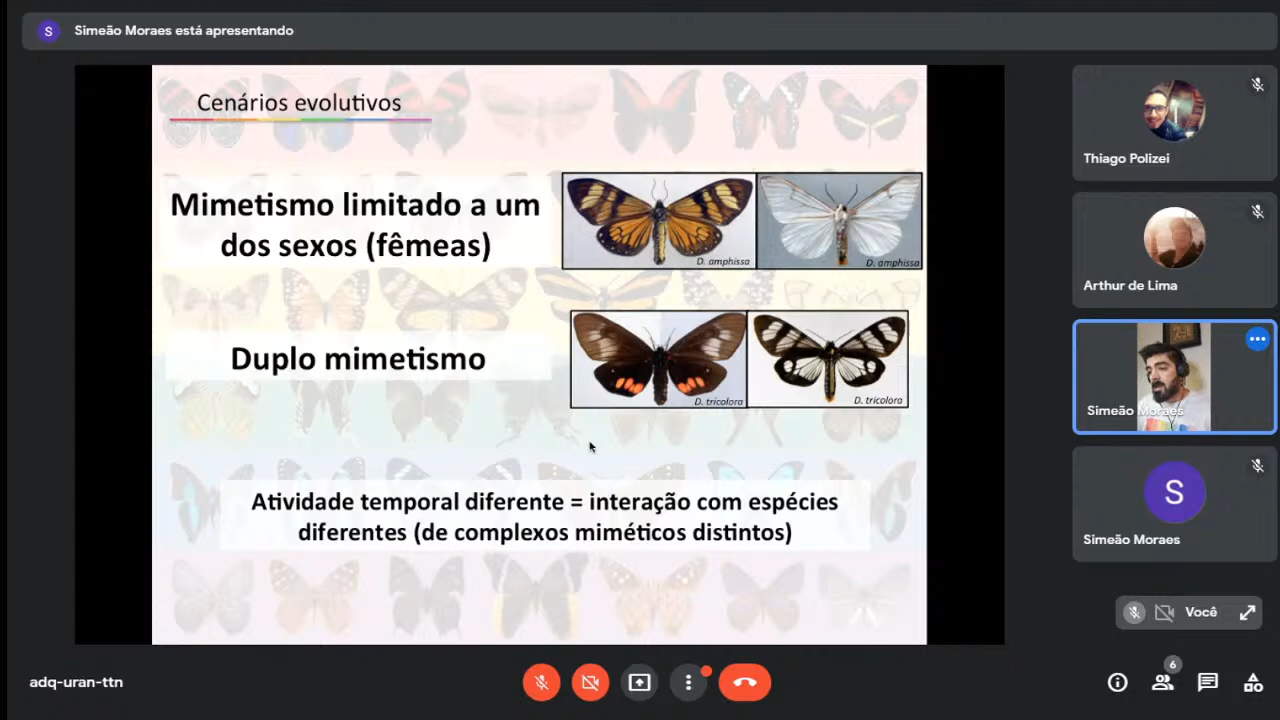 S Simeão Moraes está apresentando
Cenários evolutivos
Mimetismo limitado a um
dos sexos (fêmeas)
D. amphissa
D. amphissa
Duplo mimetismo
D. tricolora
D. tricolora
Atividade temporal diferente = interação com espécies
diferentes (de complexos miméticos distintos)
Thiago Polizei
Arthur de Lima
Simeão Moraes
S
Simeão Moraes
Você
adq-uran-ttn
6